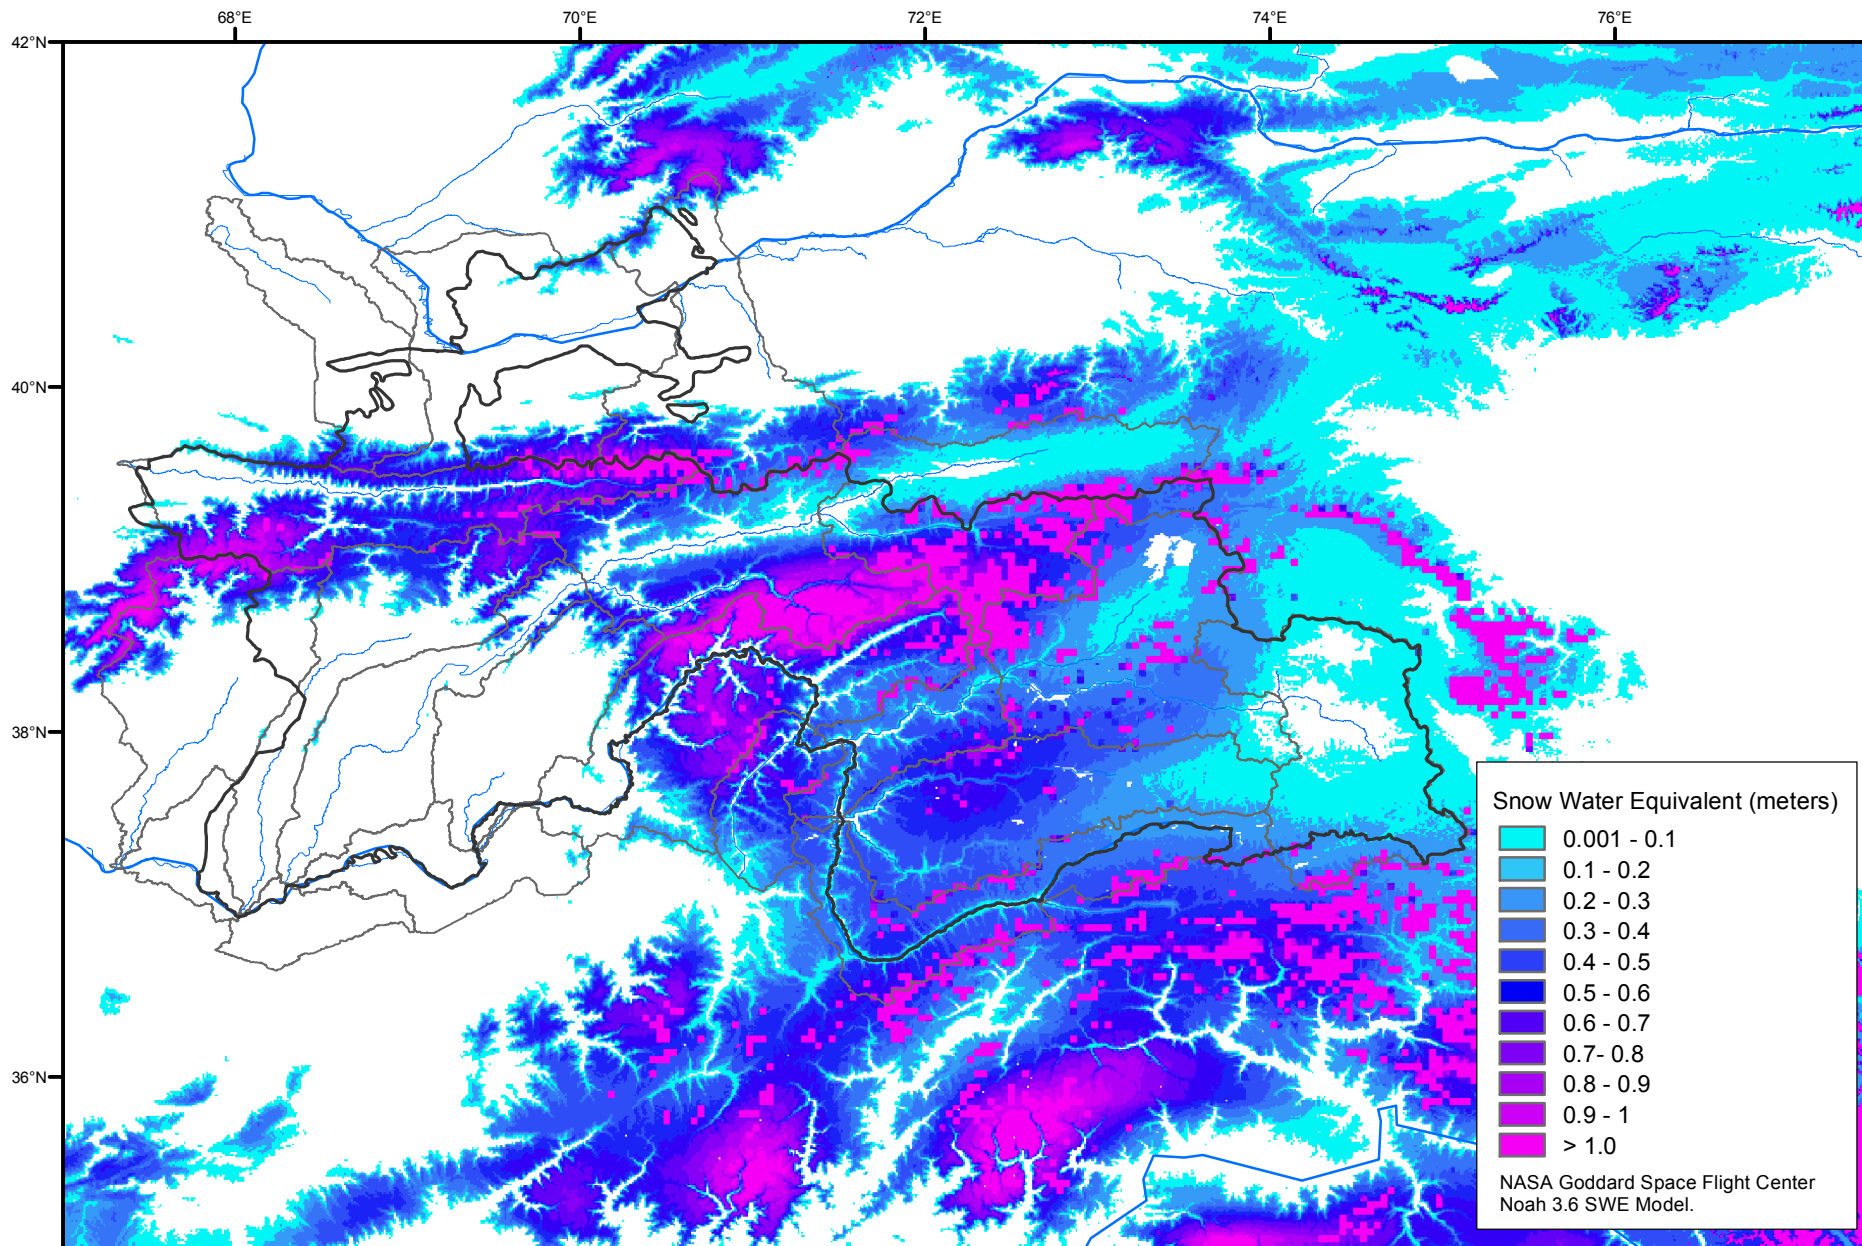 68°E
70°E
72°E
74°E
76°E
42°N
40°N
38°N
36°N
Snow Water Equivalent (meters)
0.001 - 0.1
0.1 - 0.2
0.2 - 0.3
0.3 - 0.4
0.4 - 0.5
0.5 - 0.6
0.6 - 0.7
0.7- 0.8
0.8 - 0.9
0.9 - 1
> 1.0
NASA Goddard Space Flight Center
Noah 3.6 SWE Model.